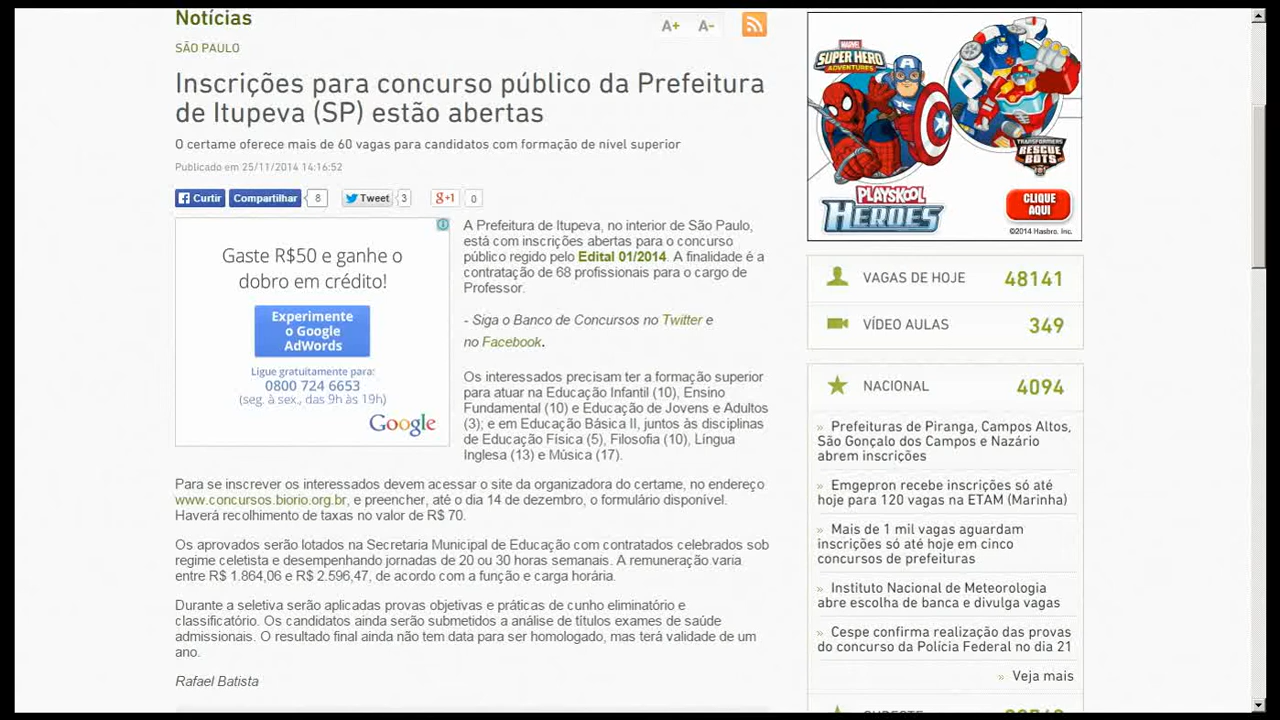 Notícias
A+ A-
SÃO PAULO
Inscrições para concurso público da Prefeitura
de Itupeva (SP) estão abertas
O certame oferece mais de 60 vagas para candidatos com formação de nível superior
Publicado em 25/11/2014 14:16:52
Curtir Compartilhar 8 Tweet 3 g+1 0
Gaste R$50 e ganhe o
dobro em crédito!
Experimente
o Google
AdWords
Ligue gratuitamente para:
0800 724 6653
(seg. à sex., das 9h às 19h)
Google
A Prefeitura de Itupeva, no interior de São Paulo,
está com inscrições abertas para o concurso
público regido pelo Edital 01/2014. A finalidade é a
contratação de 68 profissionais para o cargo de
Professor.
- Siga o Banco de Concursos no Twitter e
no Facebook.
Os interessados precisam ter a formação superior
para atuar na Educação Infantil (10), Ensino
Fundamental (10) e Educação de Jovens e Adultos
(3); e em Educação Básica II, juntos às disciplinas
de Educação Física (5), Filosofia (10), Língua
Inglesa (13) e Música (17).
Para se inscrever os interessados devem acessar o site da organizadora do certame, no endereço
www.concursos.biorio.org.br, e preencher, até o dia 14 de dezembro, o formulário disponível.
Haverá recolhimento de taxas no valor de R$ 70.
Os aprovados serão lotados na Secretaria Municipal de Educação com contratados celebrados sob
regime celetista e desempenhando jornadas de 20 ou 30 horas semanais. A remuneração varia
entre R$ 1.864,06 e R$ 2.596,47, de acordo com a função e carga horária.
Durante a seletiva serão aplicadas provas objetivas e práticas de cunho eliminatório e
classificatório. Os candidatos ainda serão submetidos a análise de títulos exames de saúde
admissionais. O resultado final ainda não tem data para ser homologado, mas terá validade de um
ano.
Rafael Batista
MARVEL
SUPER HERO
ADVENTURES
TRANSFORMERS
RESCUE
BOTS
PLAYSKOOL
HEROES
CLIQUE
AQUI
©2014 Hasbro, Inc.
VAGAS DE HOJE 48141
VÍDEO AULAS 349
NACIONAL 4094
» Prefeituras de Piranga, Campos Altos,
São Gonçalo dos Campos e Nazário
abrem inscrições
» Emgepron recebe inscrições só até
hoje para 120 vagas na ETAM (Marinha)
» Mais de 1 mil vagas aguardam
inscrições só até hoje em cinco
concursos de prefeituras
» Instituto Nacional de Meteorologia
abre escolha de banca e divulga vagas
» Cespe confirma realização das provas
do concurso da Polícia Federal no dia 21
» Veja mais